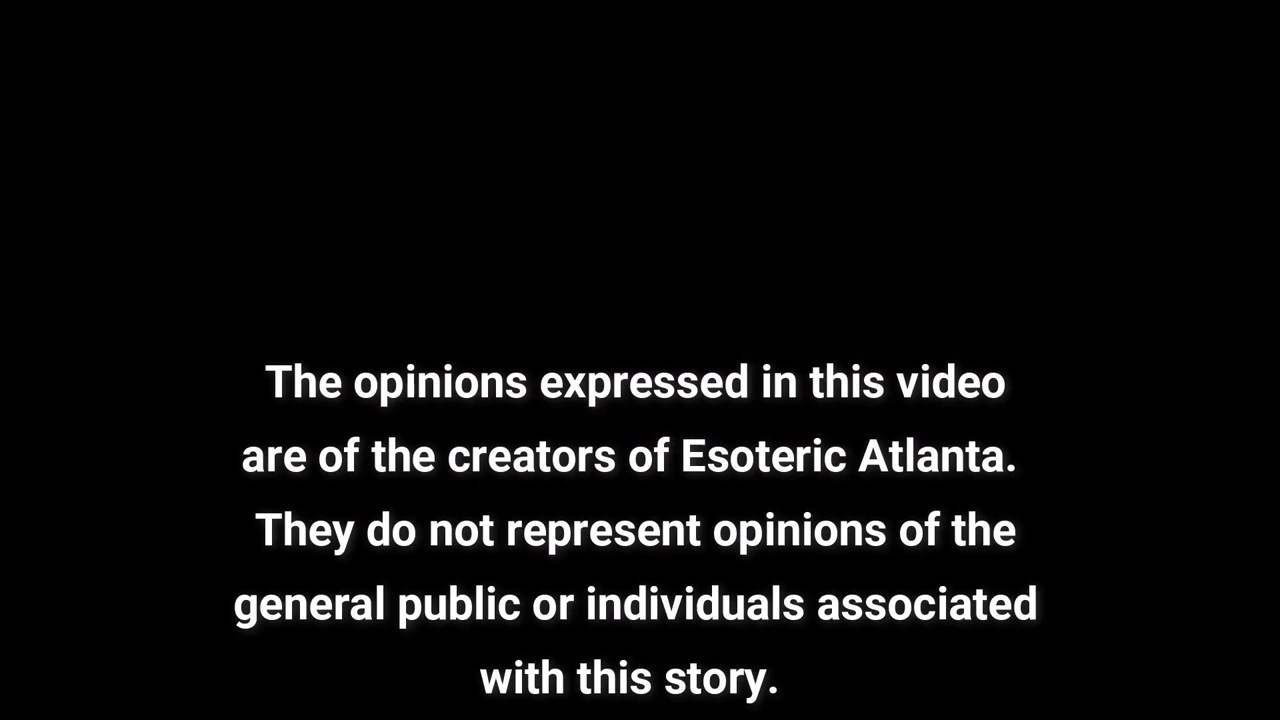 The opinions expressed in this video
are of the creators of Esoteric Atlanta.
They do not represent opinions of the
general public or individuals associated
with this story.